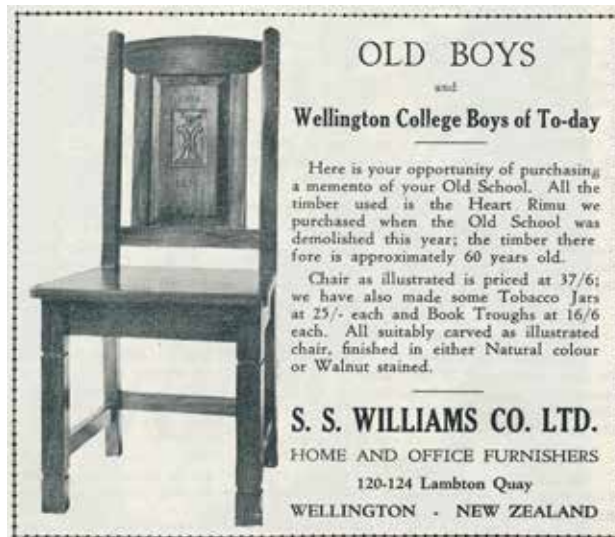 OLD BOYS
and
Wellington College Boys of To-day
Here is your opportunity of purchasing
a memento of your Old School. All the
timber used is the Heart Rimu we
purchased when the Old School was
demolished this year; the timber there
fore is approximately 60 years old.
Chair as illustrated is priced at 37/6;
we have also made some Tobacco Jars
at 25/- each and Book Troughs at 16/6
each. All suitably carved as illustrated
chair, finished in either Natural colour
or Walnut stained.
S. S. WILLIAMS CO. LTD.
HOME AND OFFICE FURNISHERS
120-124 Lambton Quay
WELLINGTON - NEW ZEALAND